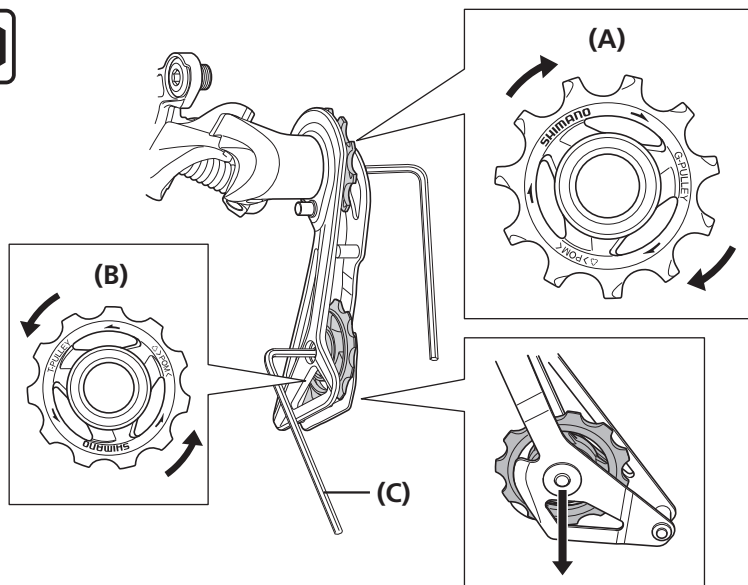 (A)
SHIMANO
G-PULLEY
△>POM<
(B)
T-PULLEY
△>POM<
SHIMANO
(C)